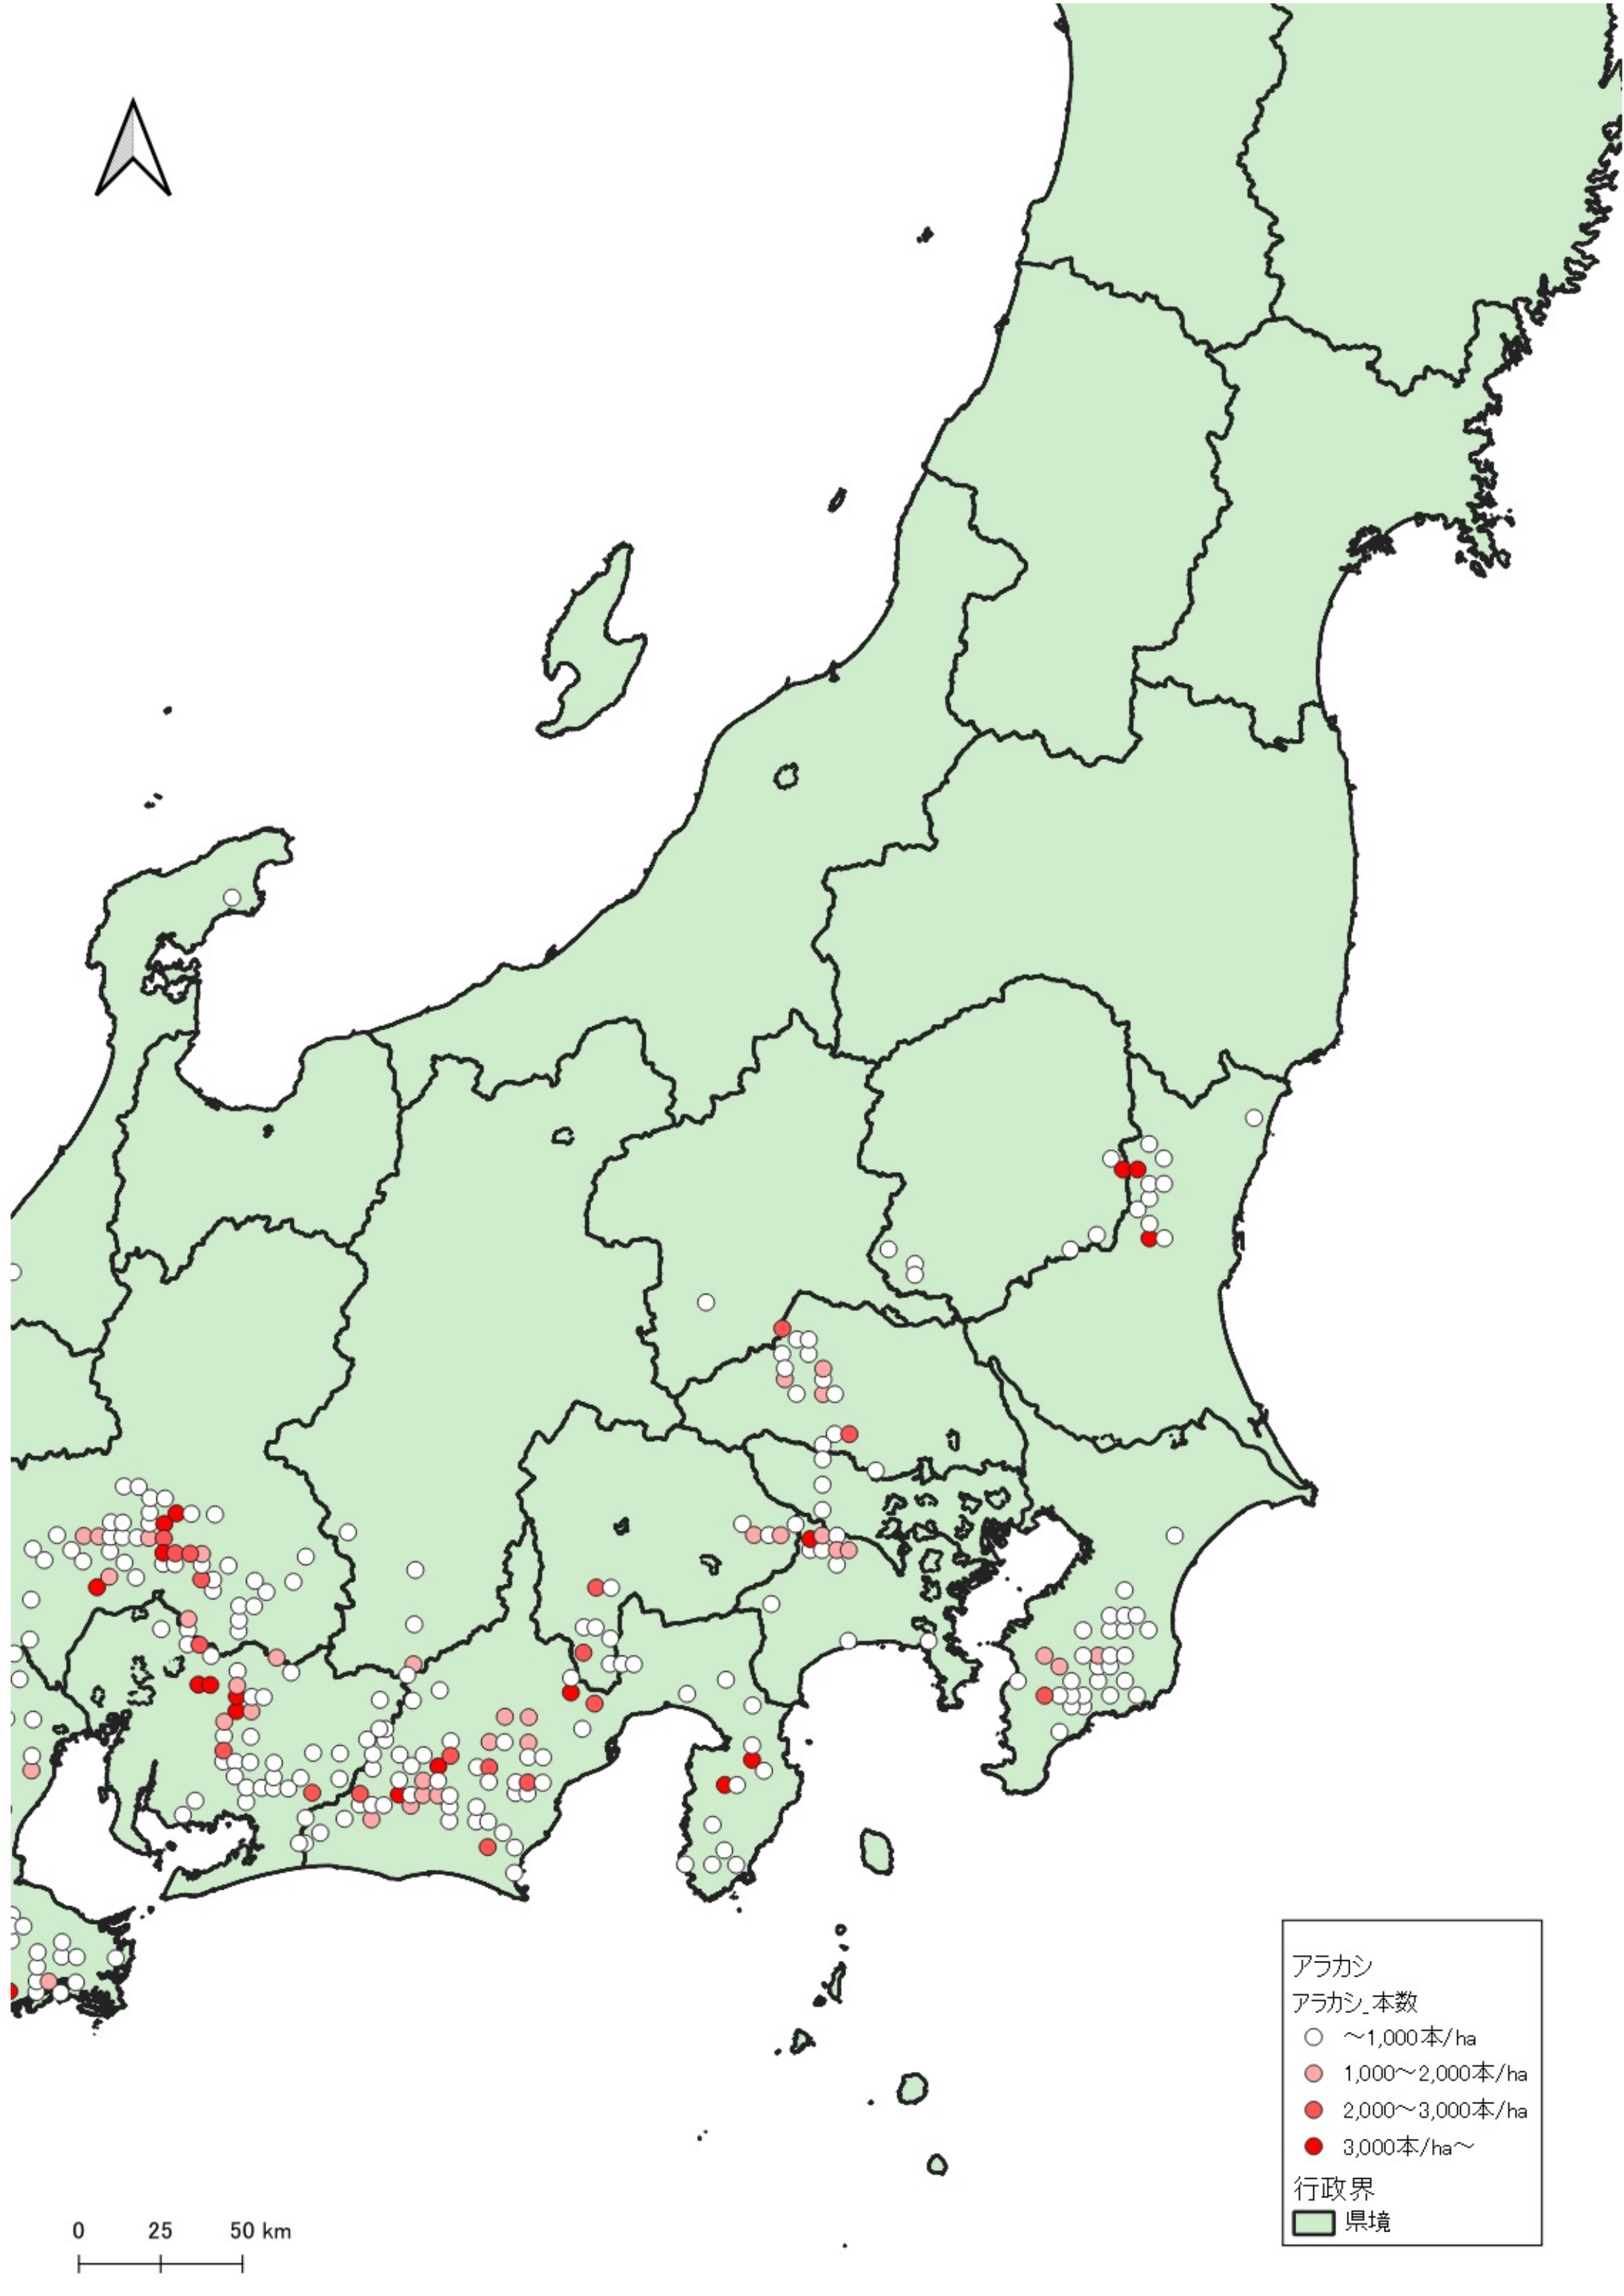 アラカシ
アラカシ_本数
～1,000本/ha
1,000～2,000本/ha
2,000～3,000本/ha
3,000本/ha～
行政界
県境
0 25 50 km